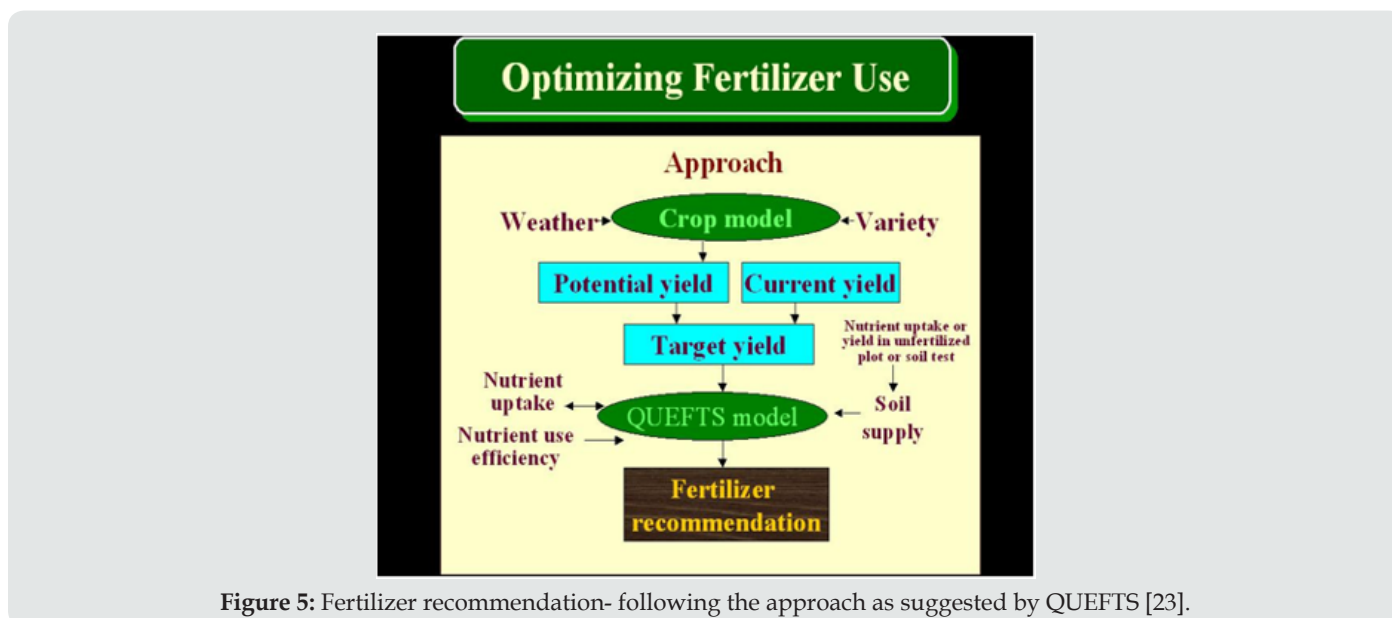 Optimizing Fertilizer Use
Approach
Weather
Crop model
Variety
Potential yield
Current yield
Target yield
Nutrient uptake or
yield in unfertilized
plot or soil test
Nutrient
uptake
QUEFTS model
Soil
supply
Nutrient use
efficiency
Fertilizer
recommendation
Figure 5: Fertilizer recommendation- following the approach as suggested by QUEFTS [23].